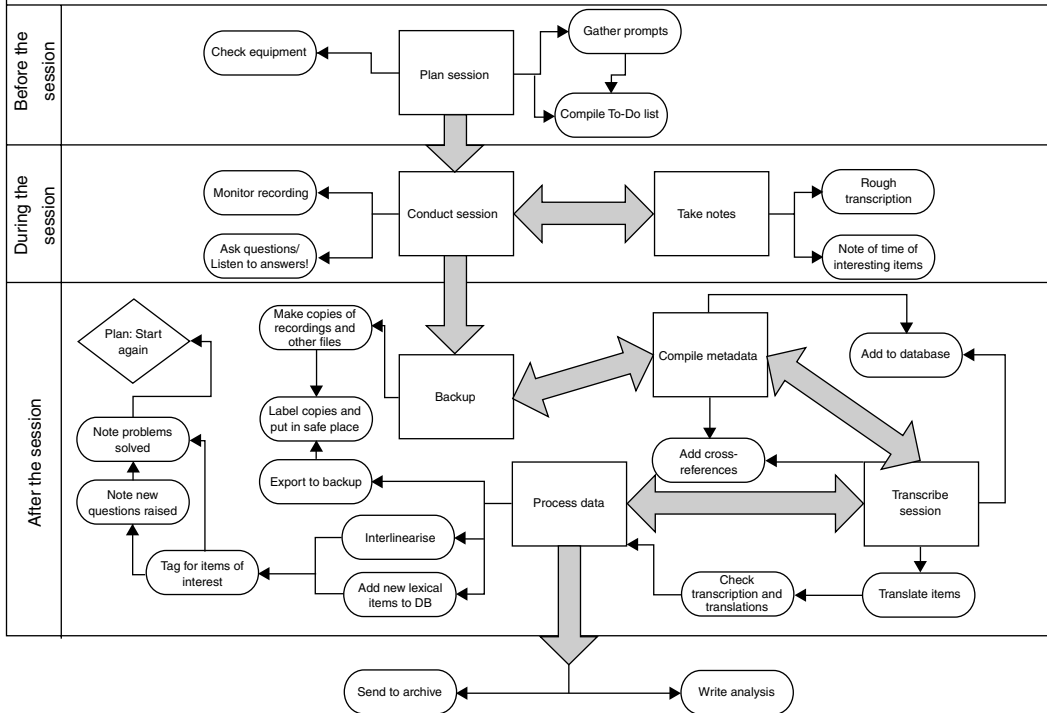 Before the
session
Check equipment
Plan session
Gather prompts
Compile To-Do list
During the
session
Monitor recording
Ask questions/
Listen to answers!
Conduct session
Take notes
Rough
transcription
Note of time of
interesting items
After the session
Plan: Start
again
Make copies of
recordings and
other files
Backup
Compile metadata
Add to database
Label copies and
put in safe place
Note problems
solved
Add cross-
references
Export to backup
Note new
questions raised
Process data
Transcribe
session
Interlinearise
Tag for items of
interest
Add new lexical
items to DB
Check
transcription and
translations
Translate items
Send to archive
Write analysis